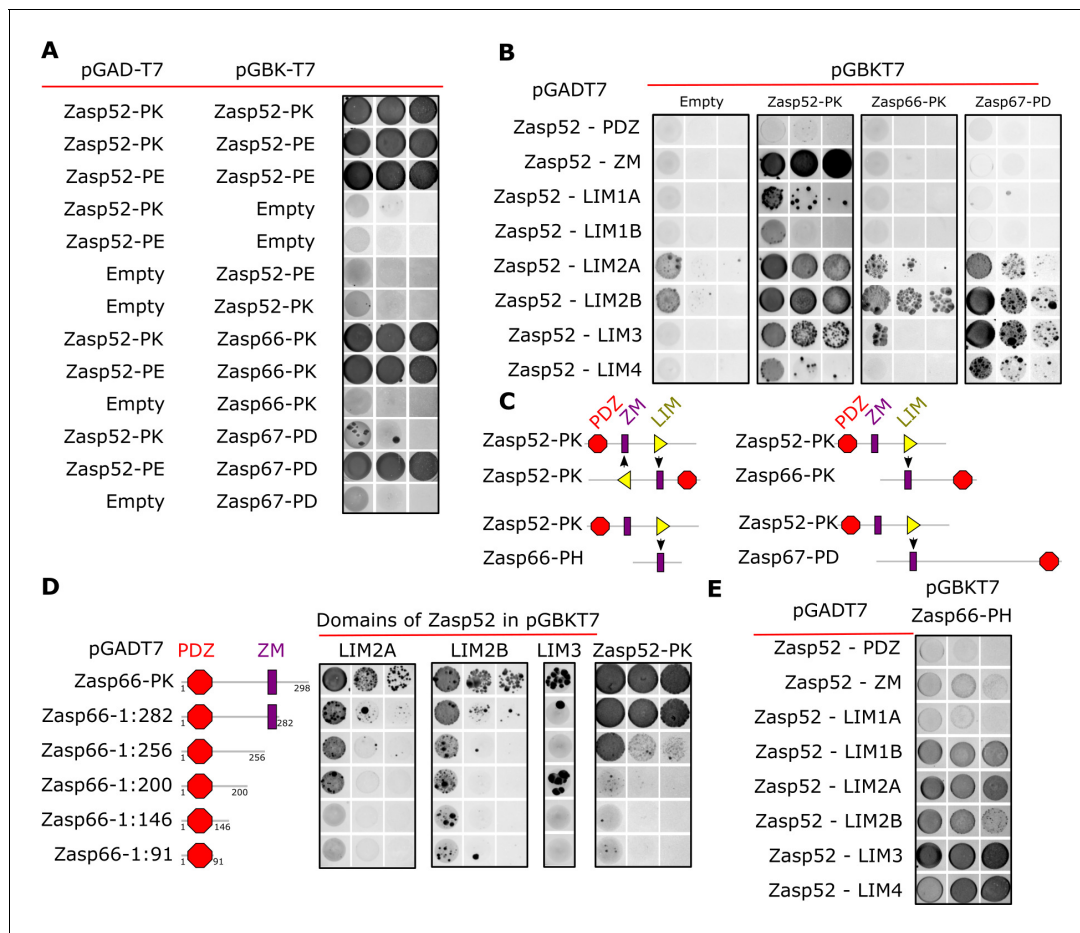 A
pGAD-T7 pGBK-T7
Zasp52-PK Zasp52-PK
Zasp52-PK Zasp52-PE
Zasp52-PE Zasp52-PE
Zasp52-PK Empty
Zasp52-PE Empty
Empty Zasp52-PE
Empty Zasp52-PK
Zasp52-PK Zasp66-PK
Zasp52-PE Zasp66-PK
Empty Zasp66-PK
Zasp52-PK Zasp67-PD
Zasp52-PE Zasp67-PD
Empty Zasp67-PD
B
pGBKT7
pGADT7
Empty Zasp52-PK Zasp66-PK Zasp67-PD
Zasp52 - PDZ
Zasp52 - ZM
Zasp52 - LIM1A
Zasp52 - LIM1B
Zasp52 - LIM2A
Zasp52 - LIM2B
Zasp52 - LIM3
Zasp52 - LIM4
C
PDZ ZM LIM
Zasp52-PK
Zasp52-PK
PDZ ZM LIM
Zasp52-PK
Zasp66-PK
Zasp52-PK
Zasp66-PH
Zasp52-PK
Zasp67-PD
D
Domains of Zasp52 in pGBKT7
pGADT7 PDZ ZM LIM2A LIM2B LIM3 Zasp52-PK
Zasp66-PK 1 298
Zasp66-1:282 1 282
Zasp66-1:256 1 256
Zasp66-1:200 1 200
Zasp66-1:146 1 146
Zasp66-1:91 1 91
E
pGBKT7
pGADT7 Zasp66-PH
Zasp52 - PDZ
Zasp52 - ZM
Zasp52 - LIM1A
Zasp52 - LIM1B
Zasp52 - LIM2A
Zasp52 - LIM2B
Zasp52 - LIM3
Zasp52 - LIM4